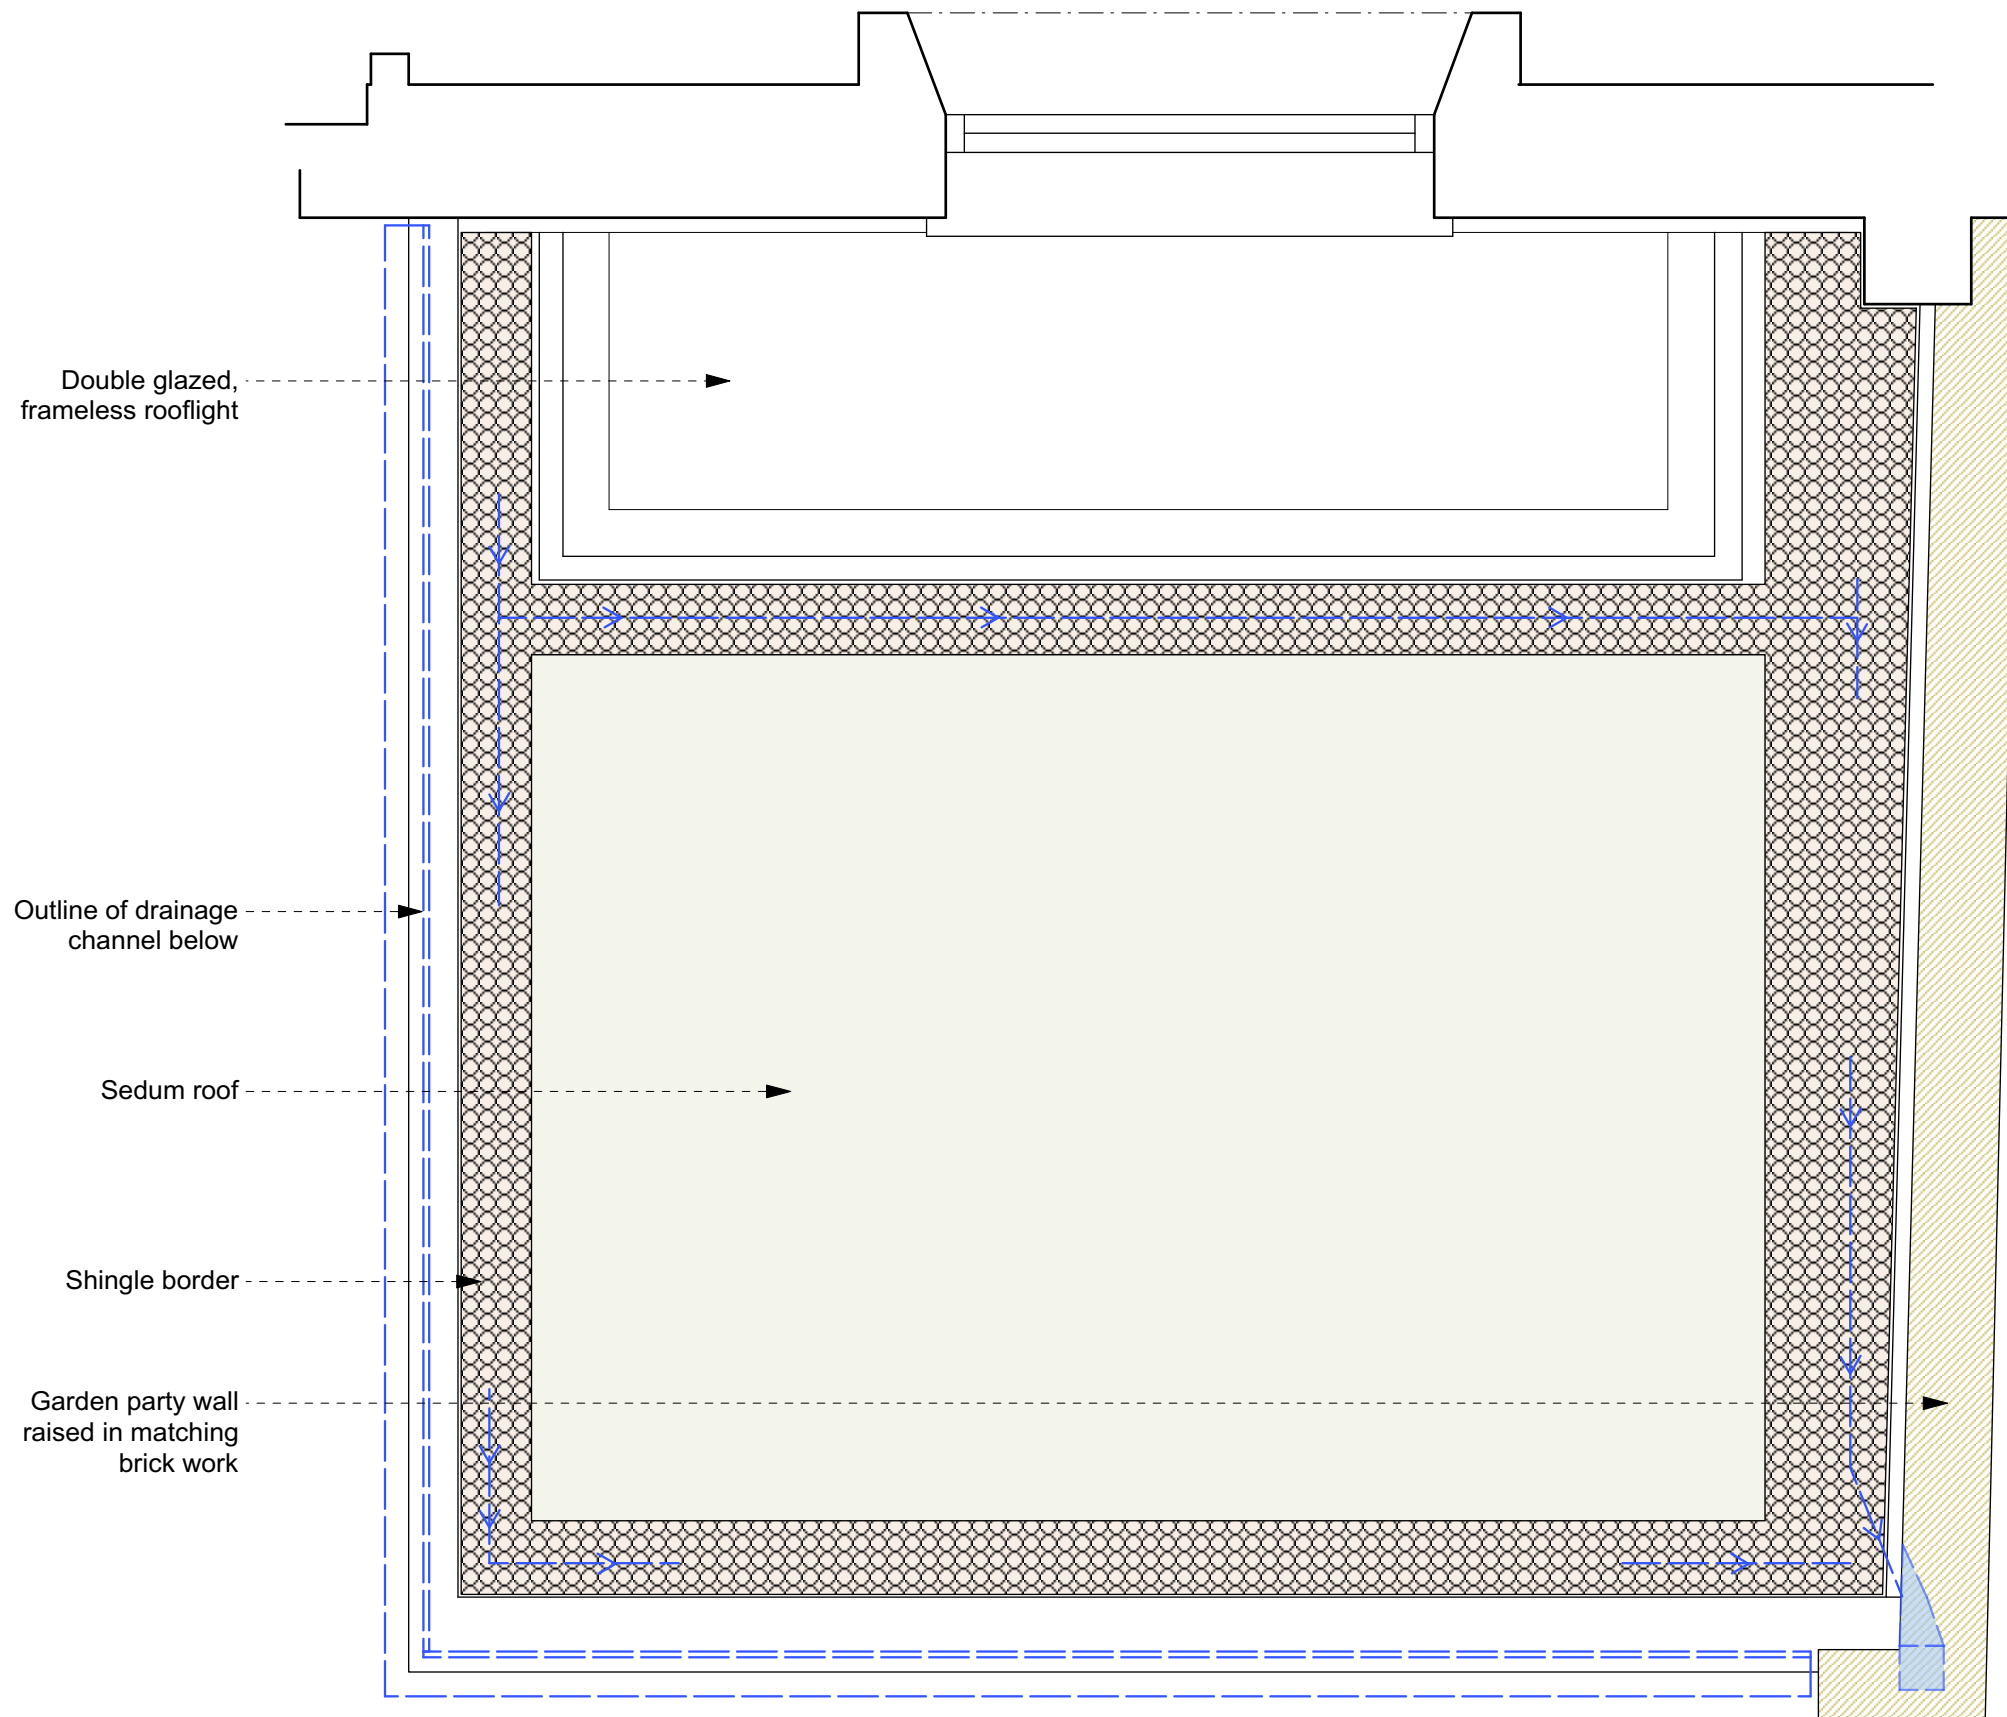 Double glazed,
frameless rooflight
Outline of drainage
channel below
Sedum roof
Shingle border
Garden party wall
raised in matching
brick work